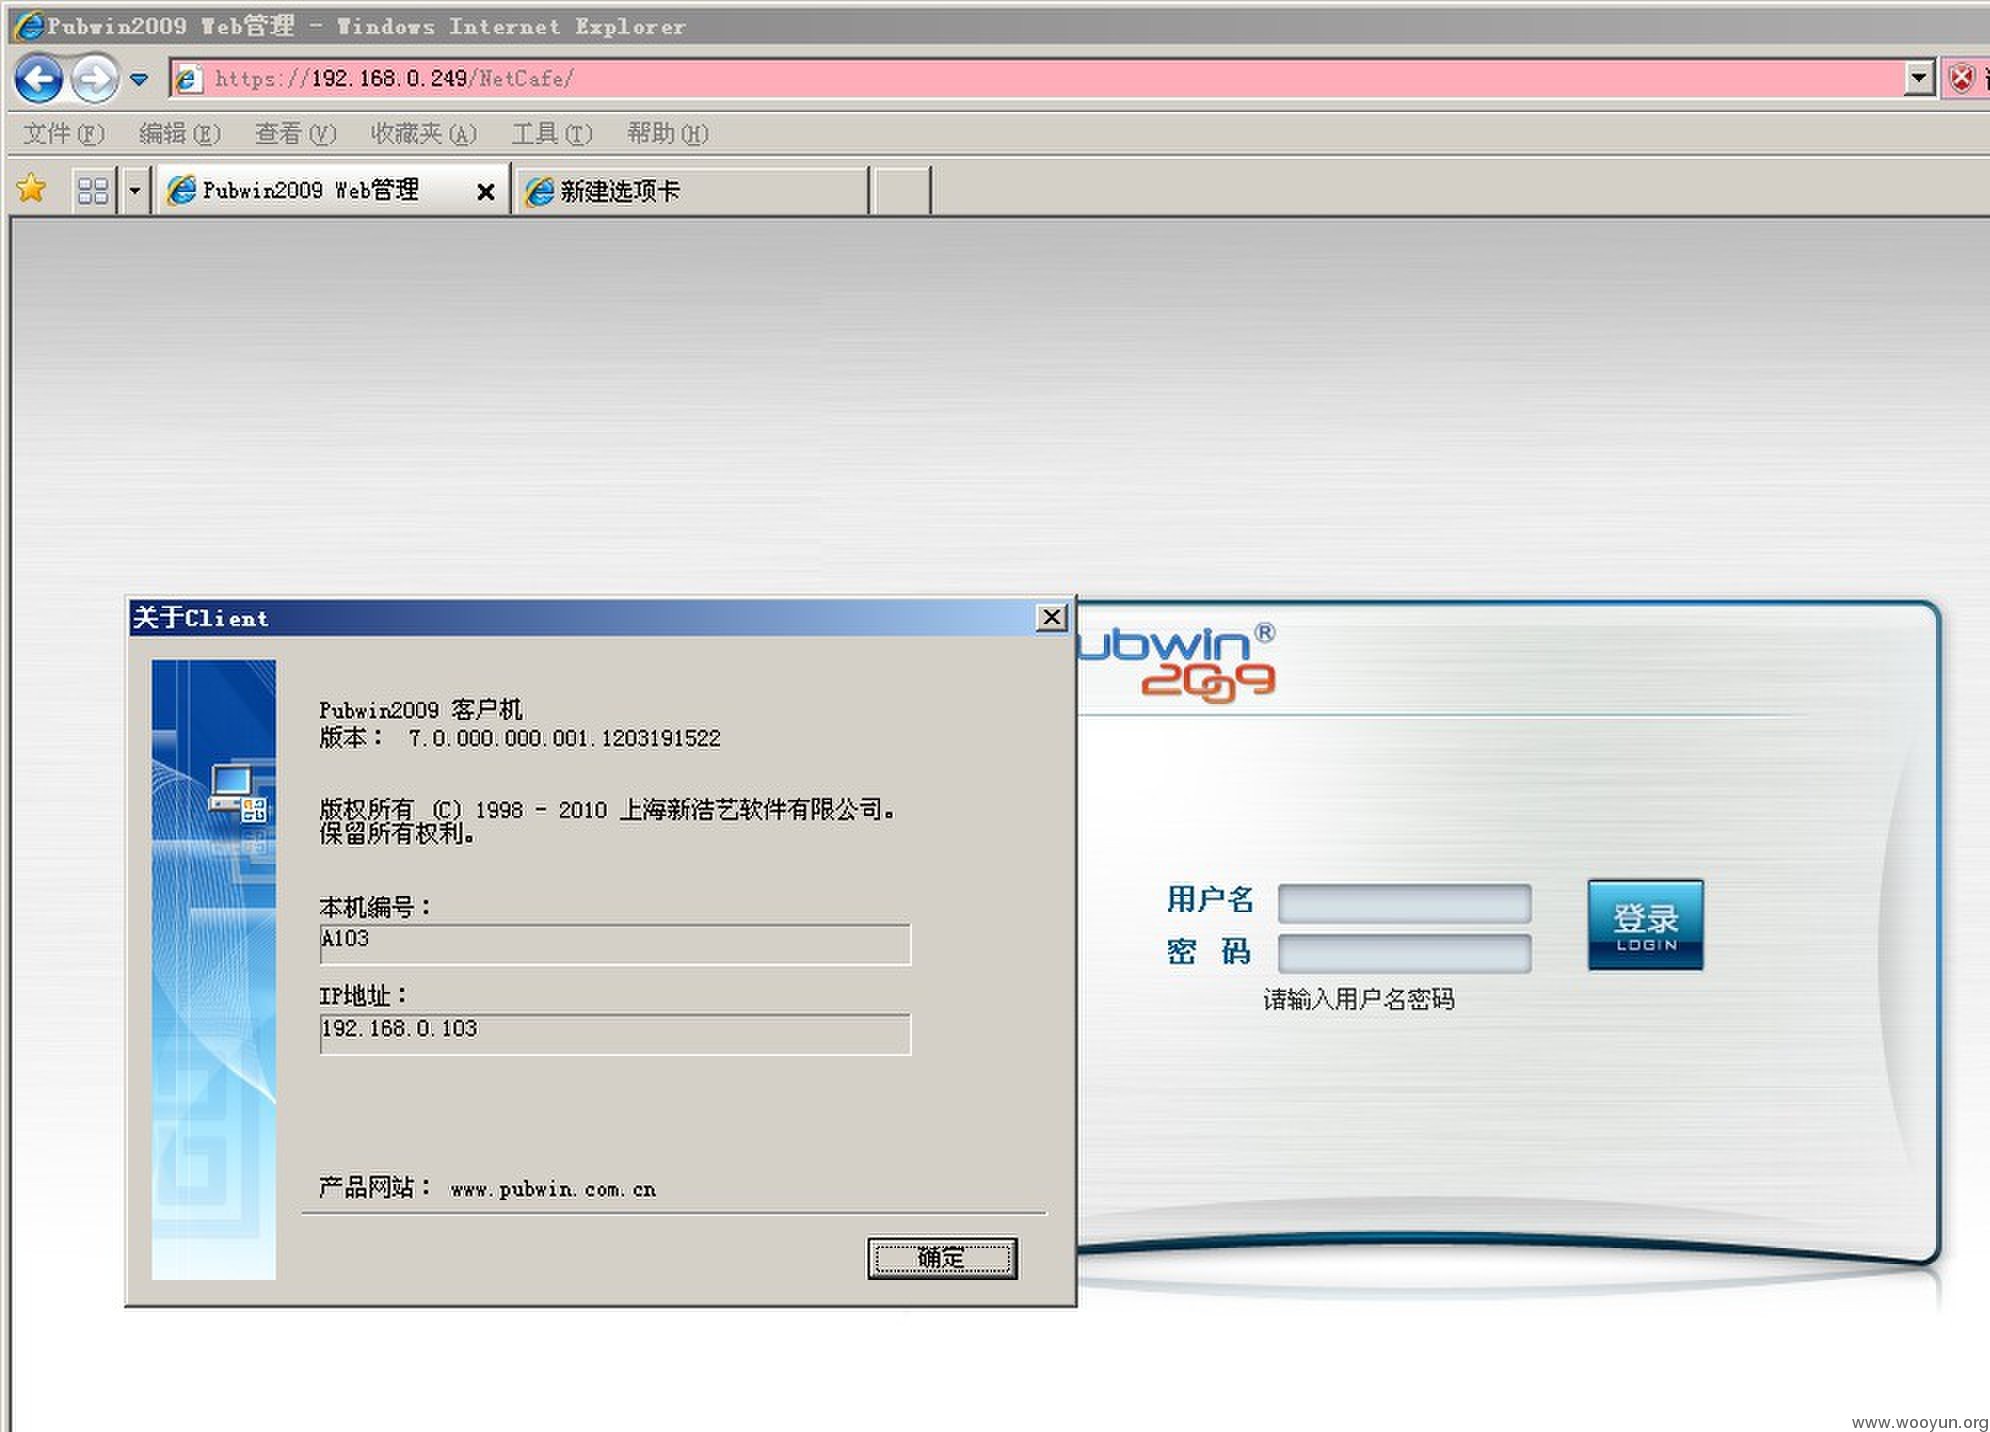 Pubwin2009 Web管理 - Windows Internet Explorer
https://192.168.0.249/NetCafe/
文件(F) 编辑(E) 查看(V) 收藏夹(A) 工具(T) 帮助(H)
Pubwin2009 Web管理 新建选项卡
关于Client
Pubwin2009 客户机
版本： 7.0.000.000.001.1203191522
版权所有 (C) 1998 - 2010 上海新浩艺软件有限公司。
保留所有权利。
本机编号：
A103
IP地址：
192.168.0.103
产品网站： www.pubwin.com.cn
确定
ubwin®
2009
用户名
密 码
登录
LOGIN
请输入用户名密码
www.wooyun.org